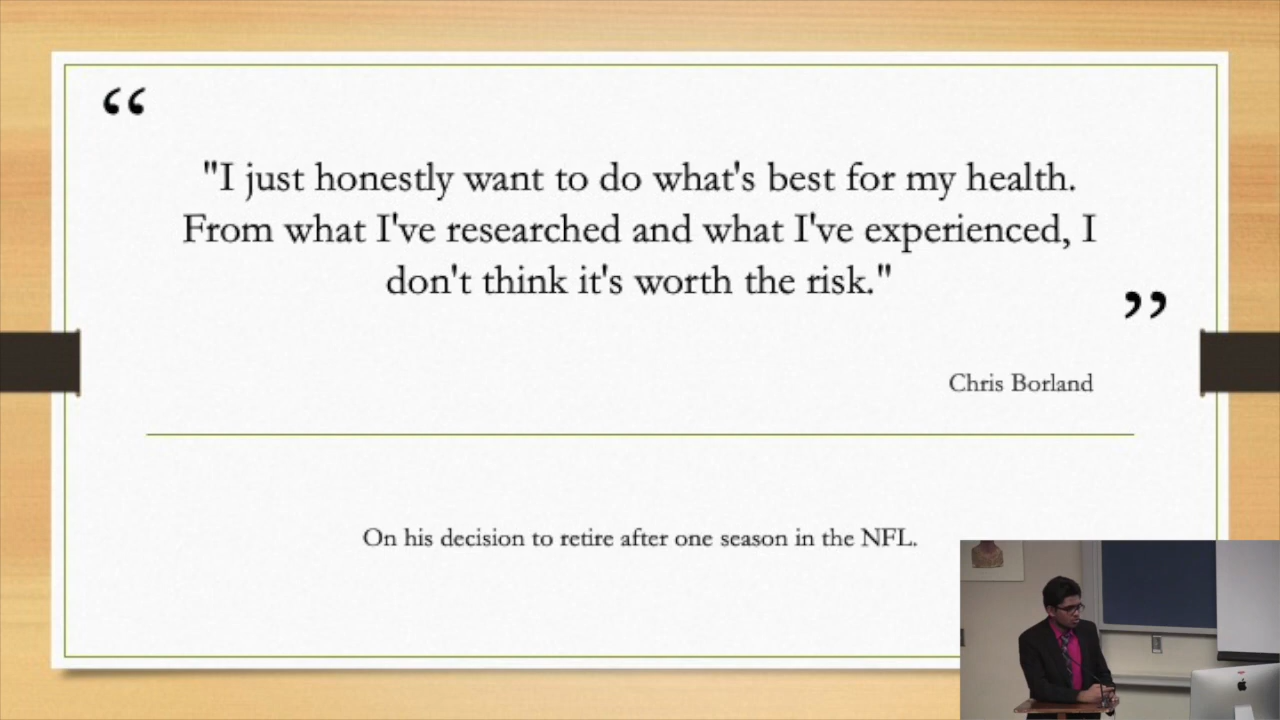 “
"I just honestly want to do what's best for my health.
From what I've researched and what I've experienced, I
don't think it's worth the risk."
”
Chris Borland
On his decision to retire after one season in the NFL.